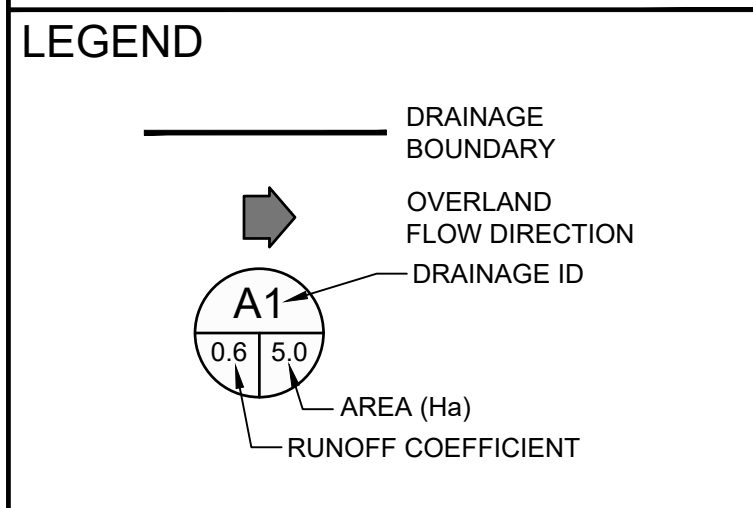 LEGEND
DRAINAGE
BOUNDARY
OVERLAND
FLOW DIRECTION
DRAINAGE ID
A1
0.6 5.0
AREA (Ha)
RUNOFF COEFFICIENT